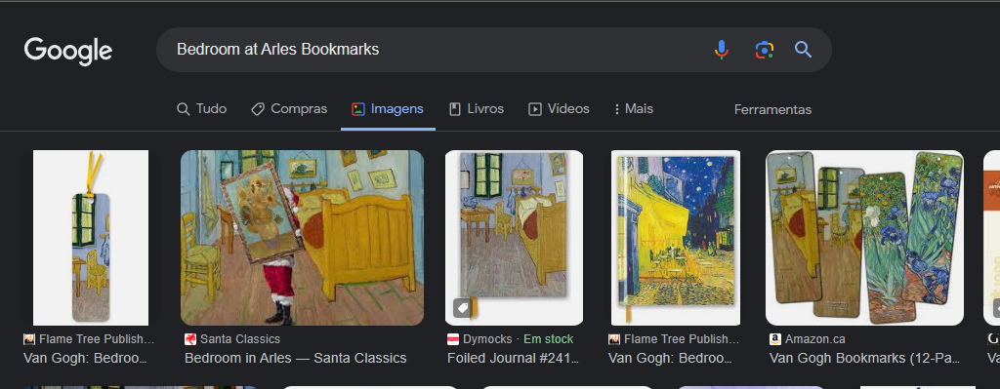 Google
Bedroom at Arles Bookmarks
Tudo
Compras
Imagens
Livros
Vídeos
Mais
Ferramentas
Flame Tree Publish...
Van Gogh: Bedroo...
Santa Classics
Bedroom in Arles — Santa Classics
Dymocks · Em stock
Foiled Journal #241...
Flame Tree Publish...
Van Gogh: Bedroo...
Amazon.ca
Van Gogh Bookmarks (12-Pa...